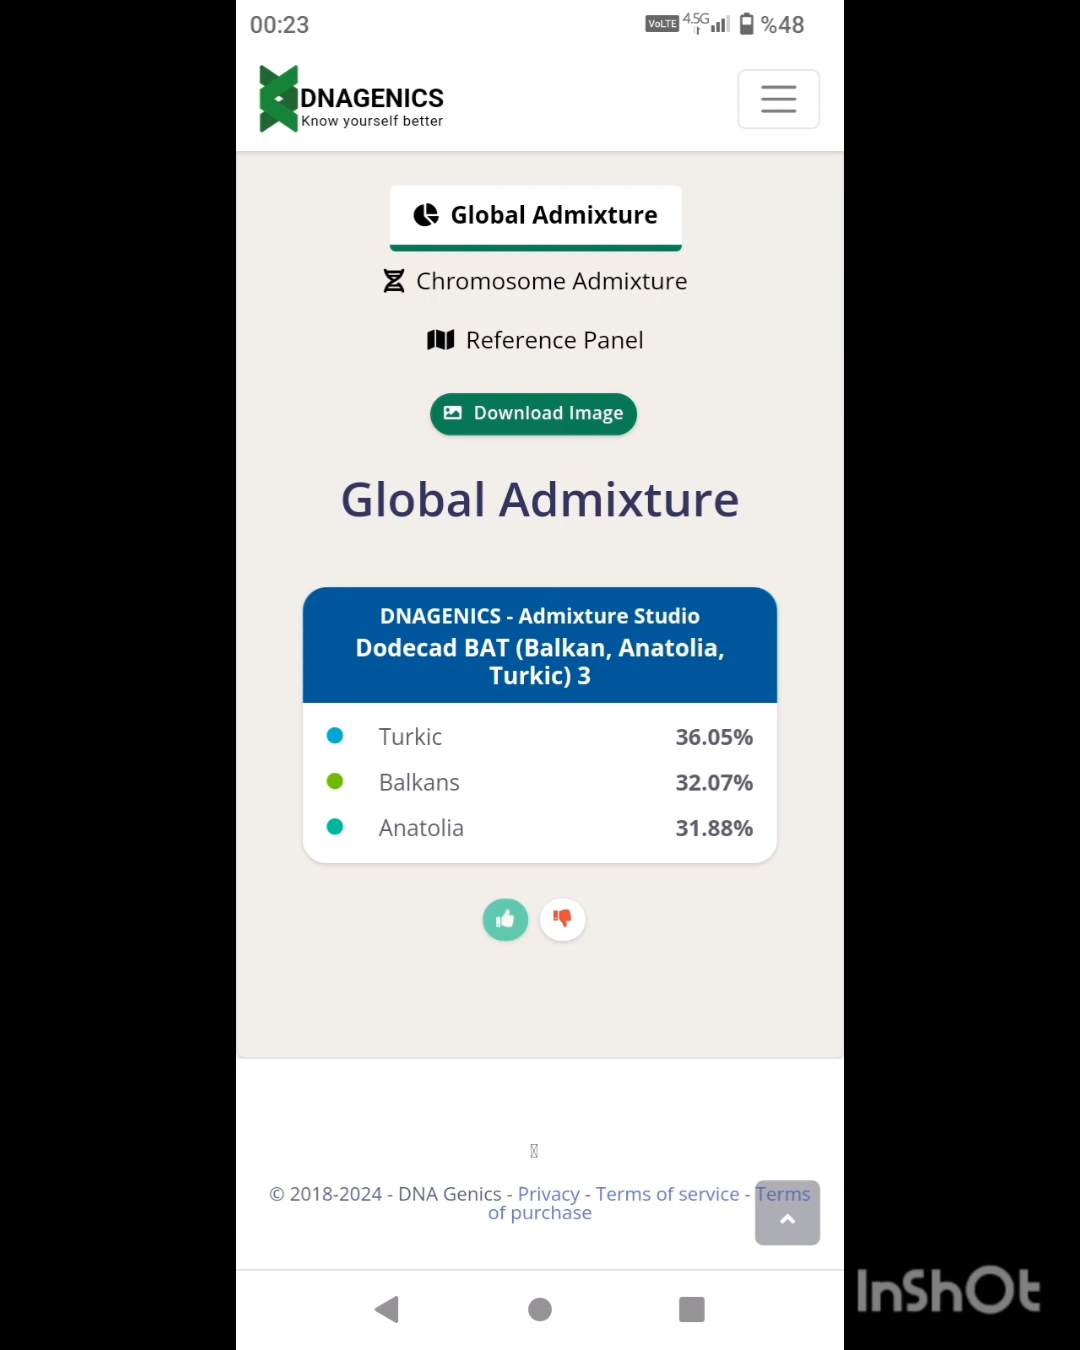 00:23 VoLTE 4.5G %48
DNAGENICS
Know yourself better
Global Admixture
Chromosome Admixture
Reference Panel
Download Image
Global Admixture
DNAGENICS - Admixture Studio
Dodecad BAT (Balkan, Anatolia,
Turkic) 3
Turkic 36.05%
Balkans 32.07%
Anatolia 31.88%
© 2018-2024 - DNA Genics - Privacy - Terms of service - Terms
of purchase
InShOt